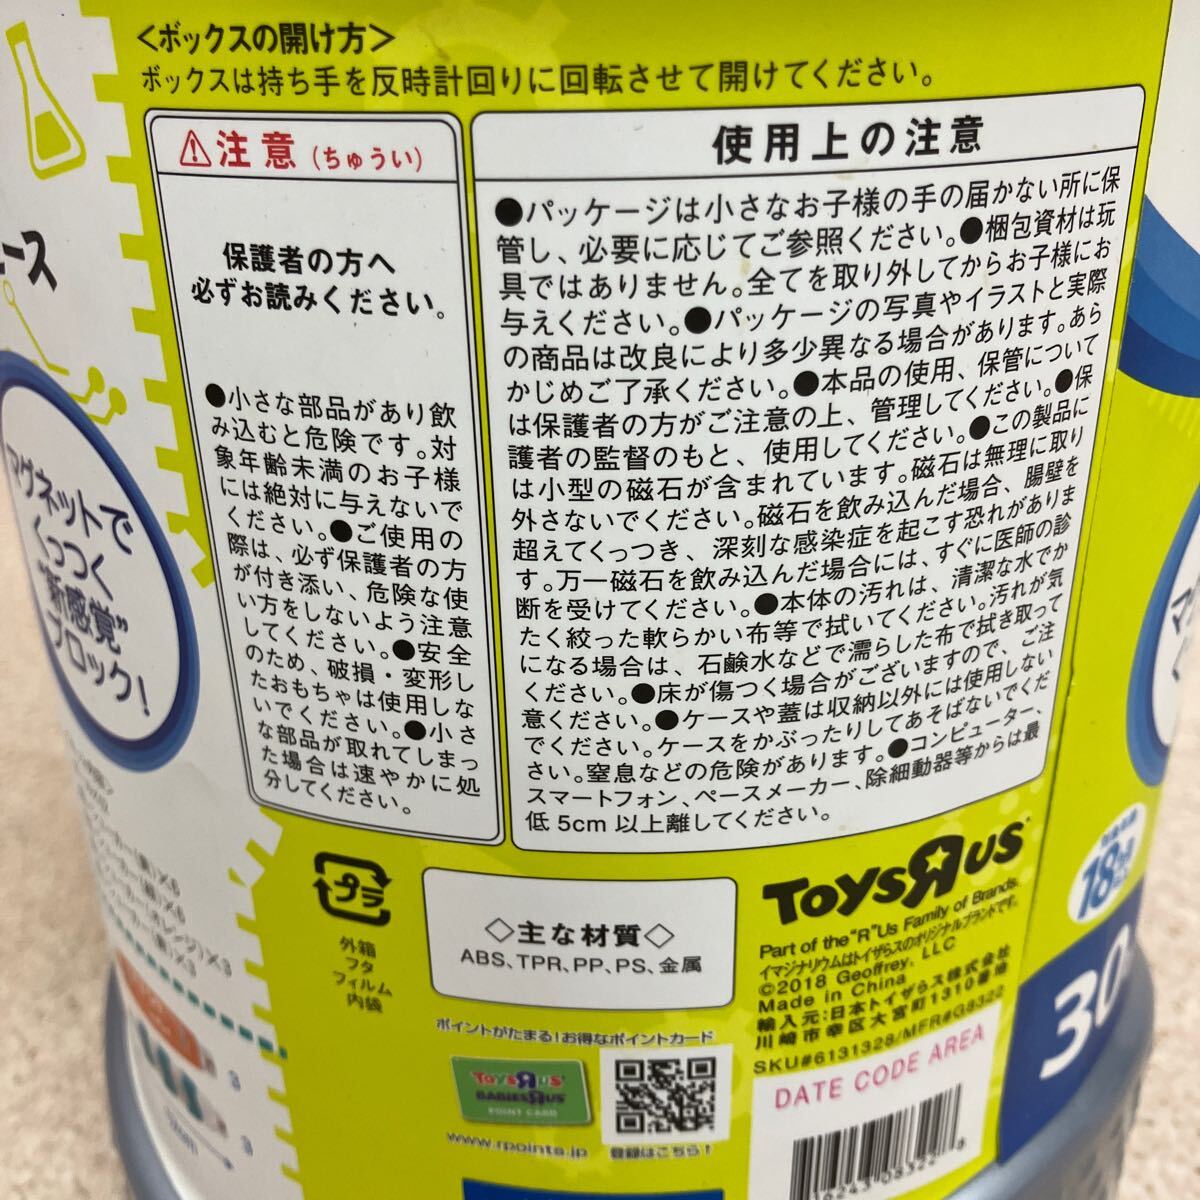 <ボックスの開け方>
ボックスは持ち手を反時計回りに回転させて開けてください。
⚠注意(ちゅうい)
保護者の方へ
必ずお読みください。
●小さな部品があり飲
み込むと危険です。対
象年齢未満のお子様
には絶対に与えないで
ください。●ご使用の
際は、必ず保護者の方
が付き添い、危険な使
い方をしないよう注意
してください。●安全
のため、破損・変形し
たおもちゃは使用しな
いでください。●小さ
な部品が取れてしまっ
た場合は速やかに処
分してください。
使用上の注意
●パッケージは小さなお子様の手の届かない所に保
管し、必要に応じてご参照ください。●梱包資材は玩
具ではありません。全てを取り外してからお子様にお
与えください。●パッケージの写真やイラストと実際
の商品は改良により多少異なる場合があります。あら
かじめご了承ください。●本品の使用、保管について
は保護者の方がご注意の上、管理してください。●保
護者の監督のもと、使用してください。●この製品に
は小型の磁石が含まれています。磁石は無理に取り
外さないでください。磁石を飲み込んだ場合、腸壁を
超えてくっつき、深刻な感染症を起こす恐れがありま
す。万一磁石を飲み込んだ場合には、すぐに医師の診
断を受けてください。●本体の汚れは、清潔な水でか
たく絞った軟らかい布等で拭いてください。汚れが気
になる場合は、石鹸水などで濡らした布で拭き取って
ください。●床が傷つく場合がございますので、ご注
意ください。●ケースや蓋は収納以外には使用しない
でください。ケースをかぶったりしてあそばないでくだ
さい。窒息などの危険があります。●コンピューター、
スマートフォン、ペースメーカー、除細動器等からは最
低5cm以上離してください。
ース
マグネットで
くっつく
"新感覚"
ブロック!
プラ
外箱
フタ
フィルム
内袋
◇主な材質◇
ABS、TPR、PP、PS、金属
ポイントがたまる!お得なポイントカード
TOYSRUS
BABIESRUS
POINT CARD
www.rpoints.jp
登録はこちら!
TOYSRUS
Part of the "R"Us Family of Brands.
イマジナリウムはトイザらスのオリジナルブランドです。
©2018 Geoffrey, LLC
Made in China
輸入元:日本トイザらス株式会社
川崎市幸区大宮町1310番地
SKU#6131328/MFR#G8322
DATE CODE AREA
18
30